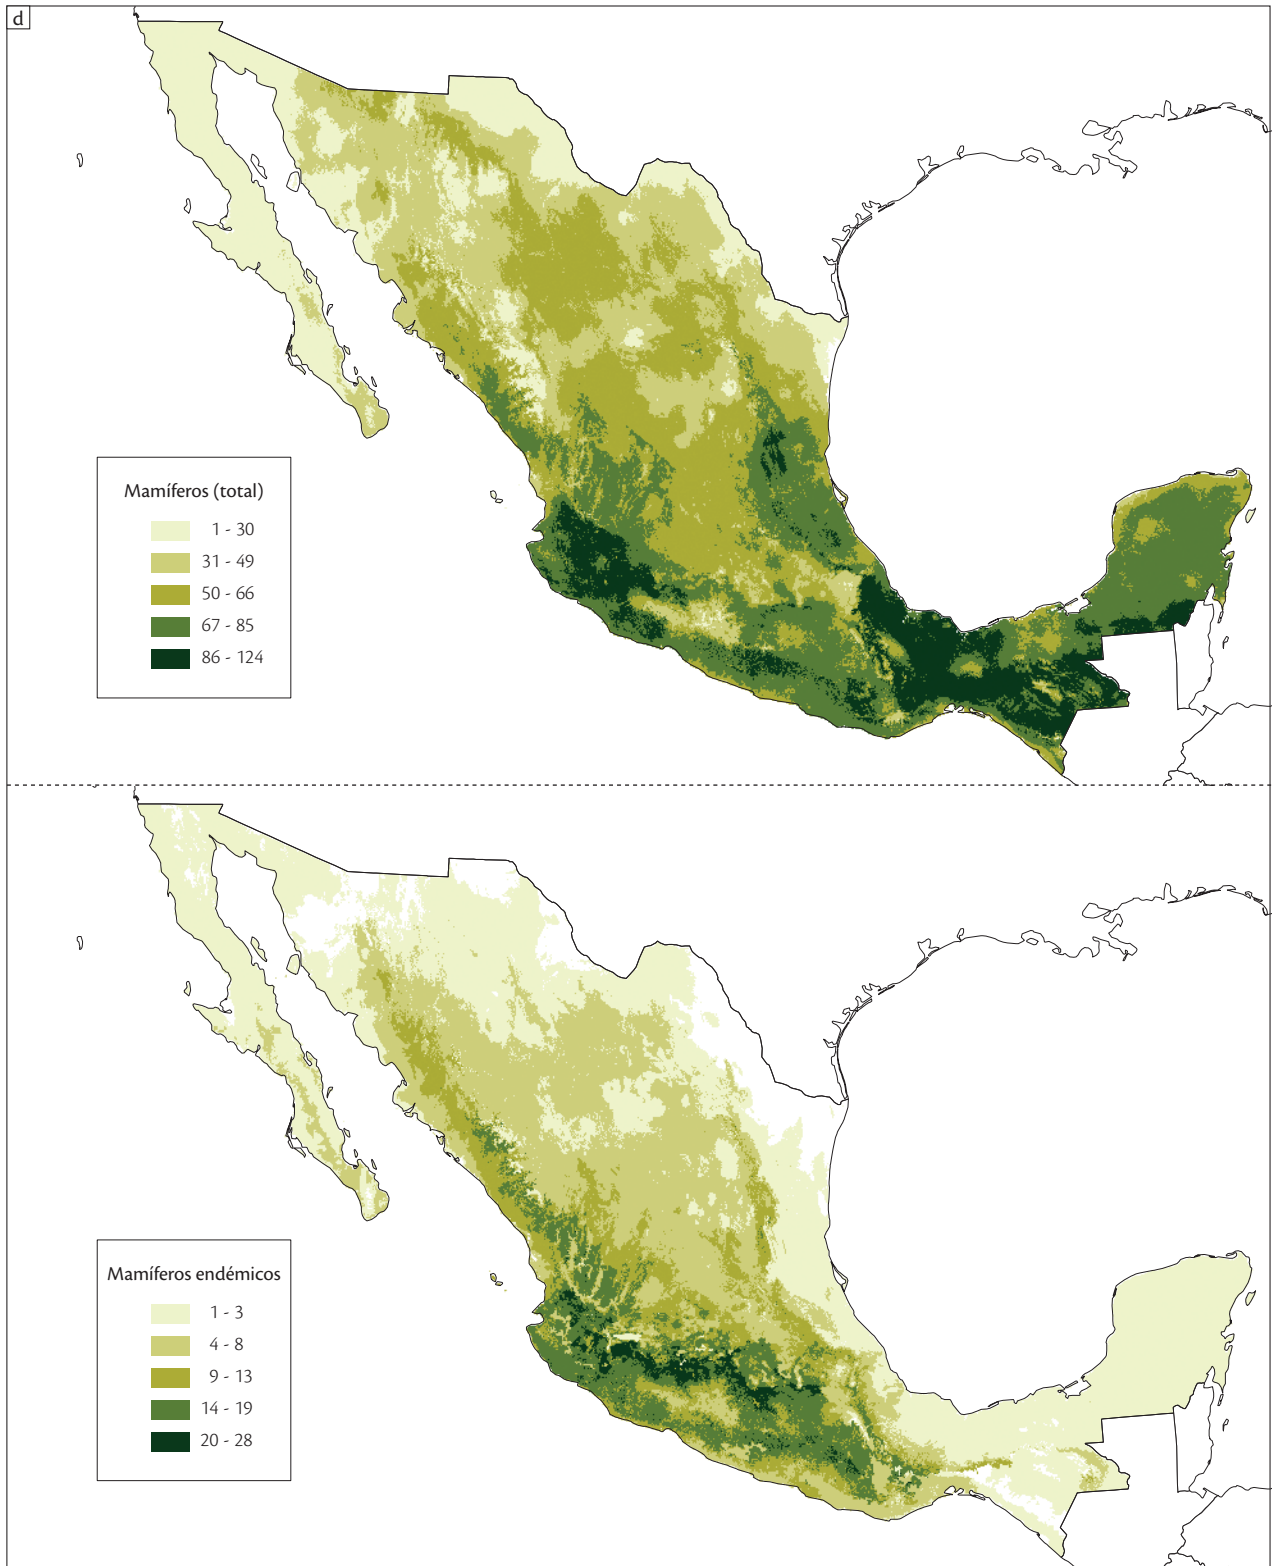 d
Mamíferos (total)
1 - 30
31 - 49
50 - 66
67 - 85
86 - 124
Mamíferos endémicos
1 - 3
4 - 8
9 - 13
14 - 19
20 - 28